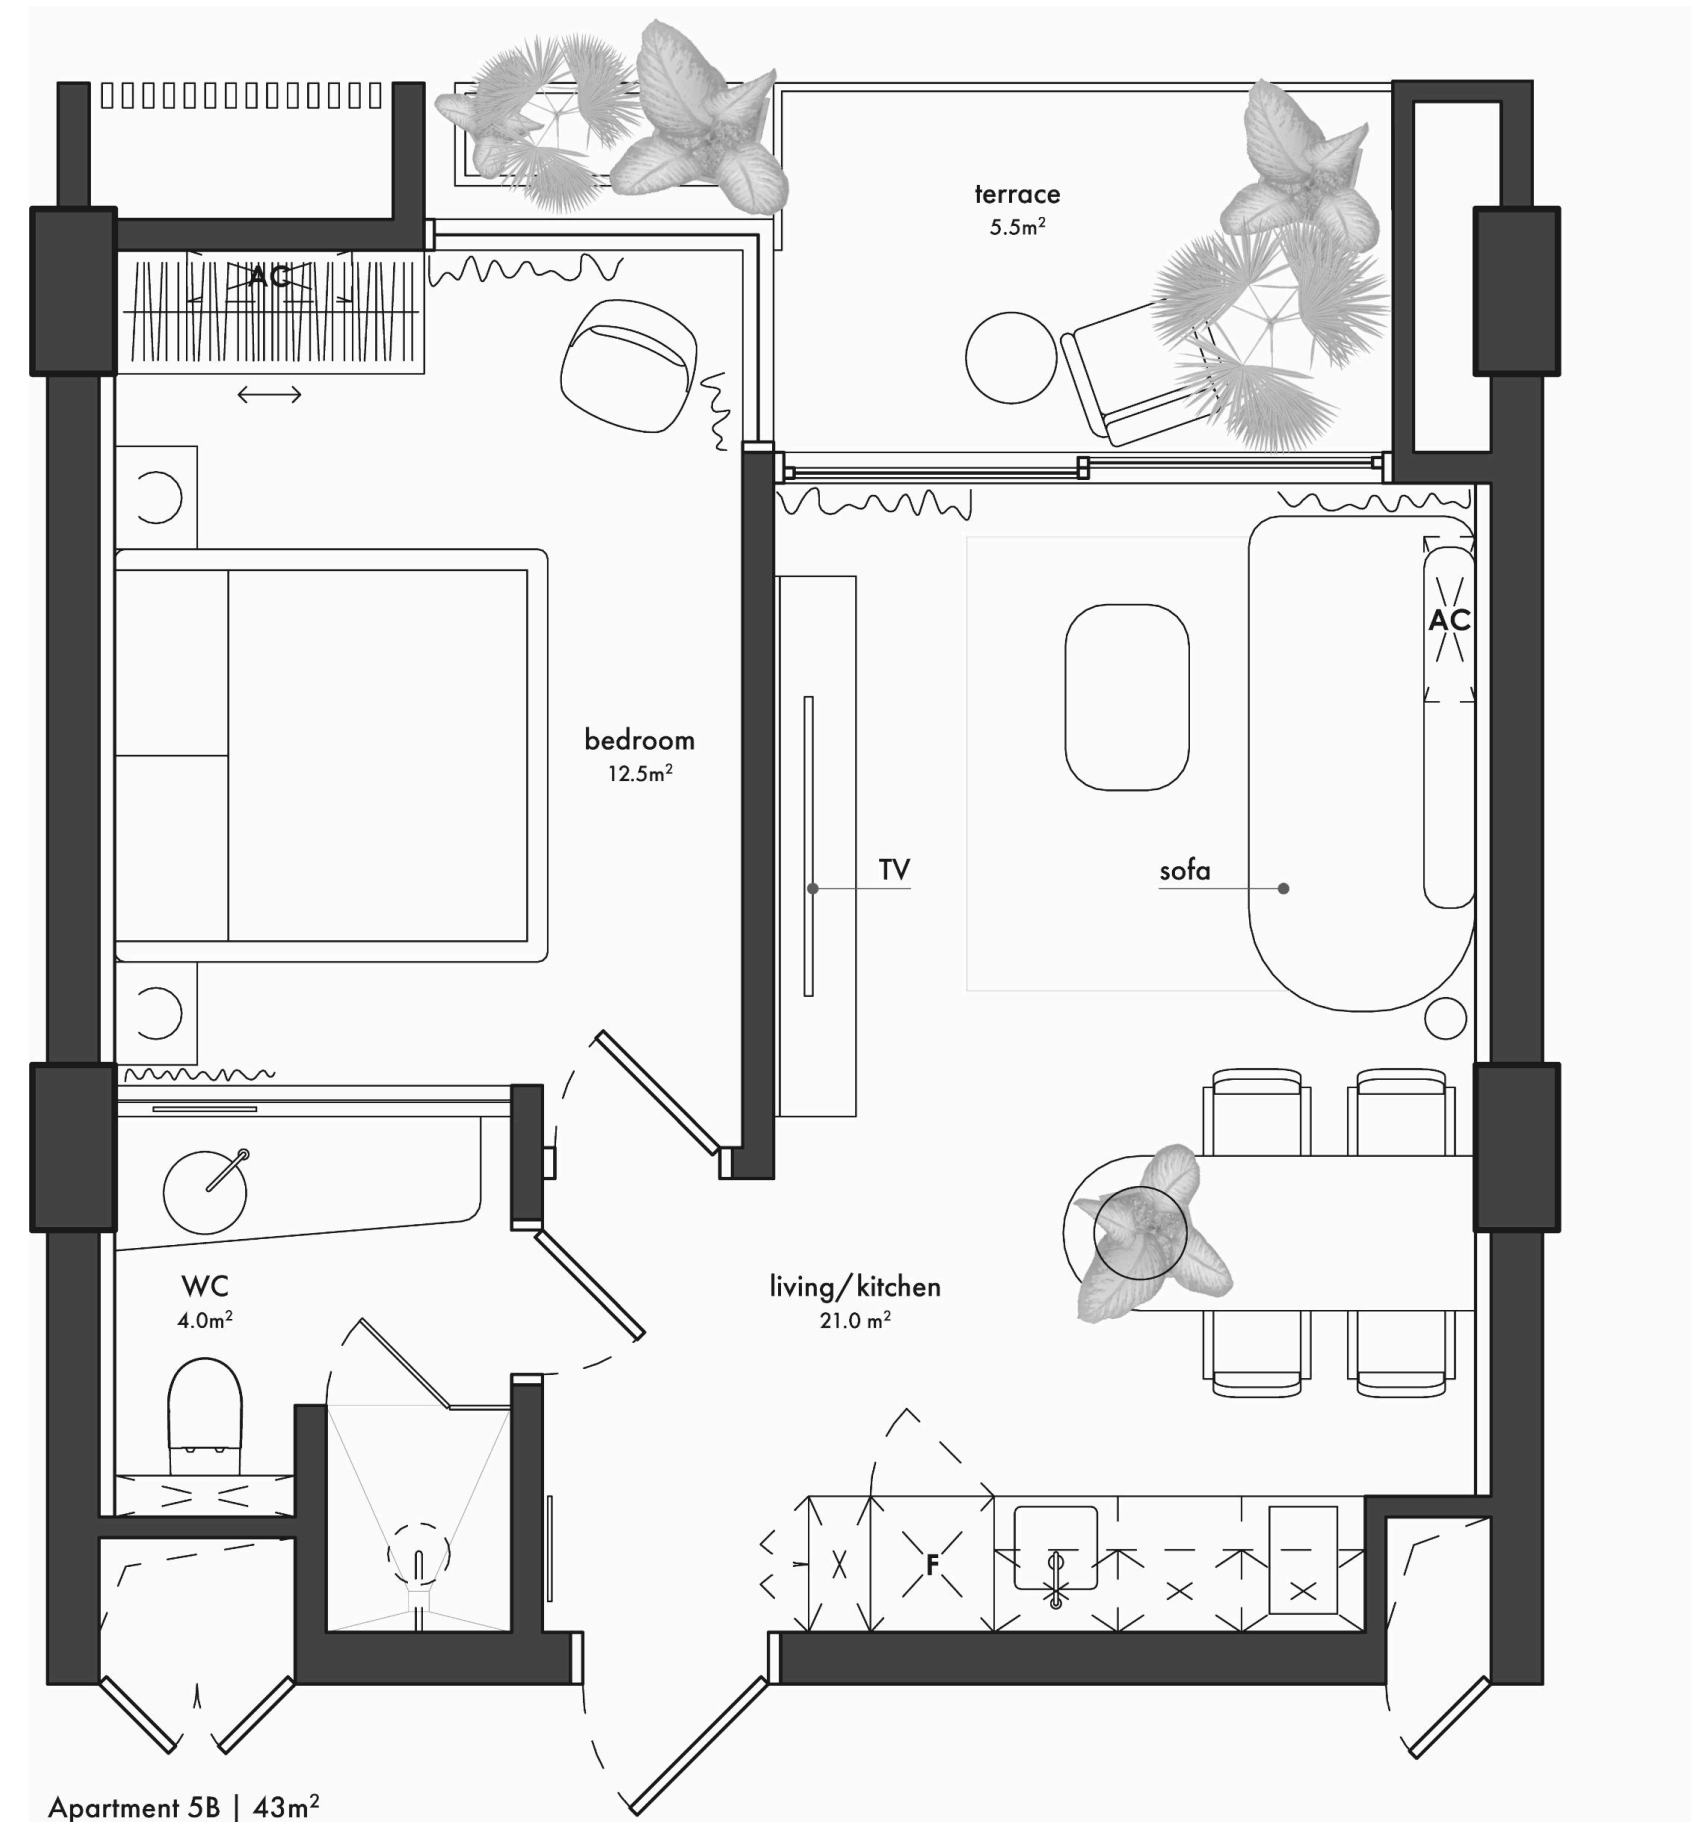 terrace
5.5m²
AC
AC
bedroom
12.5m²
TV
sofa
WC
4.0m²
living/kitchen
21.0 m²
F
Apartment 5B | 43m²